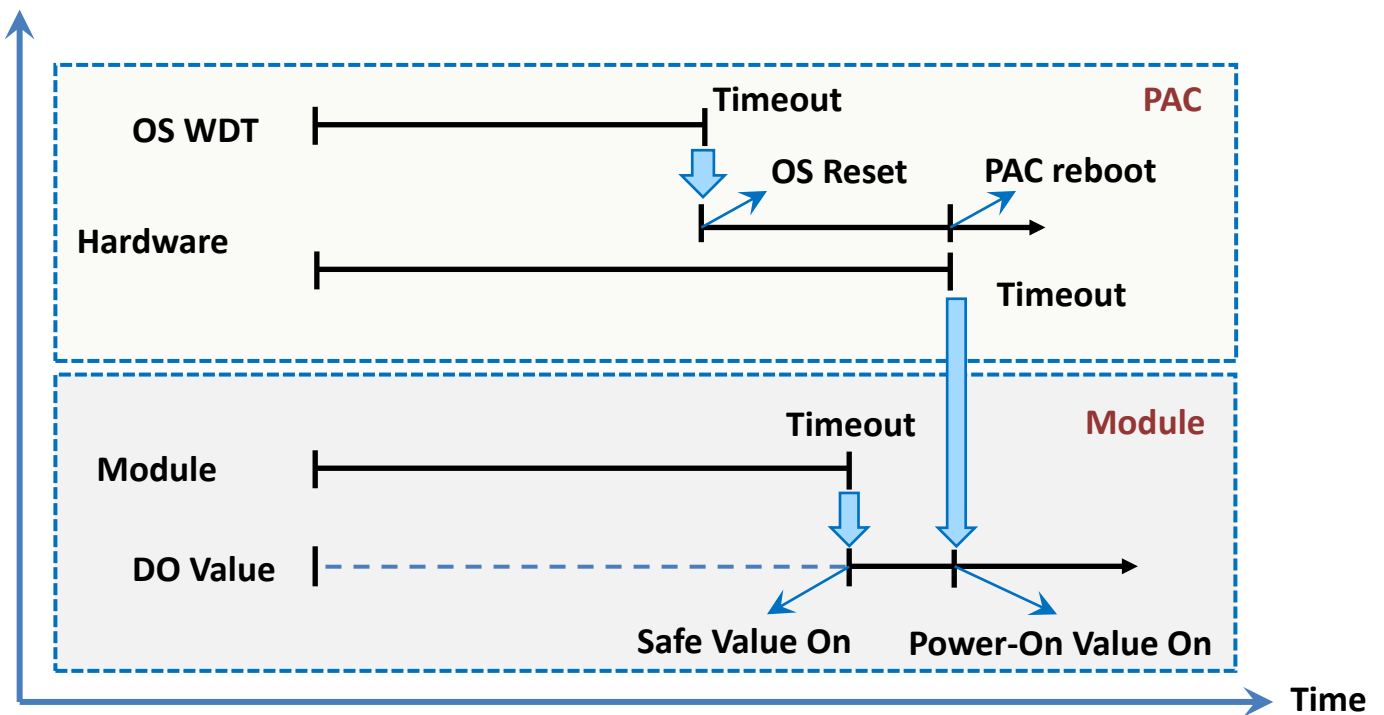 PAC
Timeout
OS WDT
OS Reset
PAC reboot
Hardware
Timeout
Module
Timeout
Module
DO Value
Safe Value On
Power-On Value On
Time